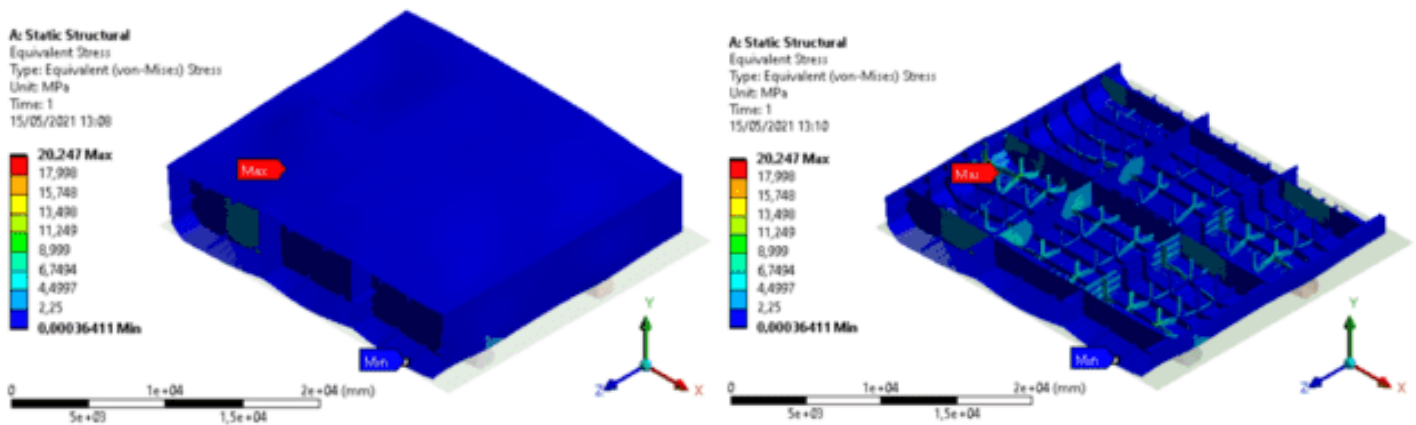 A: Static Structural
Equivalent Stress
Type: Equivalent (von-Mises) Stress
Unit: MPa
Time: 1
15/05/2021 13:08
20,247 Max
17,998
15,748
13,498
11,249
8,999
6,7494
4,4997
2,25
0,00036411 Min
Max
Min
0
1e+04
2e+04 (mm)
5e+03
1,5e+04
Y
Z
X
A: Static Structural
Equivalent Stress
Type: Equivalent (von-Mises) Stress
Unit: MPa
Time: 1
15/05/2021 13:10
20,247 Max
17,998
15,748
13,498
11,249
8,999
6,7494
4,4997
2,25
0,00036411 Min
Max
Min
0
1e+04
2e+04 (mm)
5e+03
1,5e+04
Y
Z
X